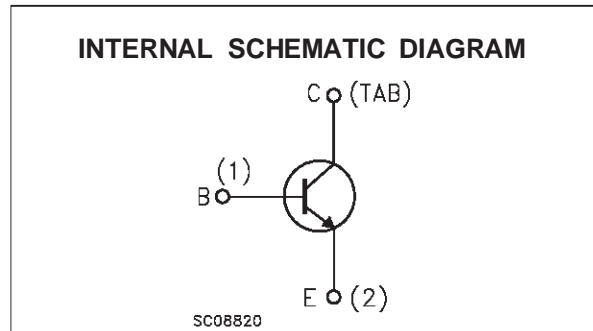 INTERNAL SCHEMATIC DIAGRAM
C (TAB)
(1)
B
E (2)
SC08820